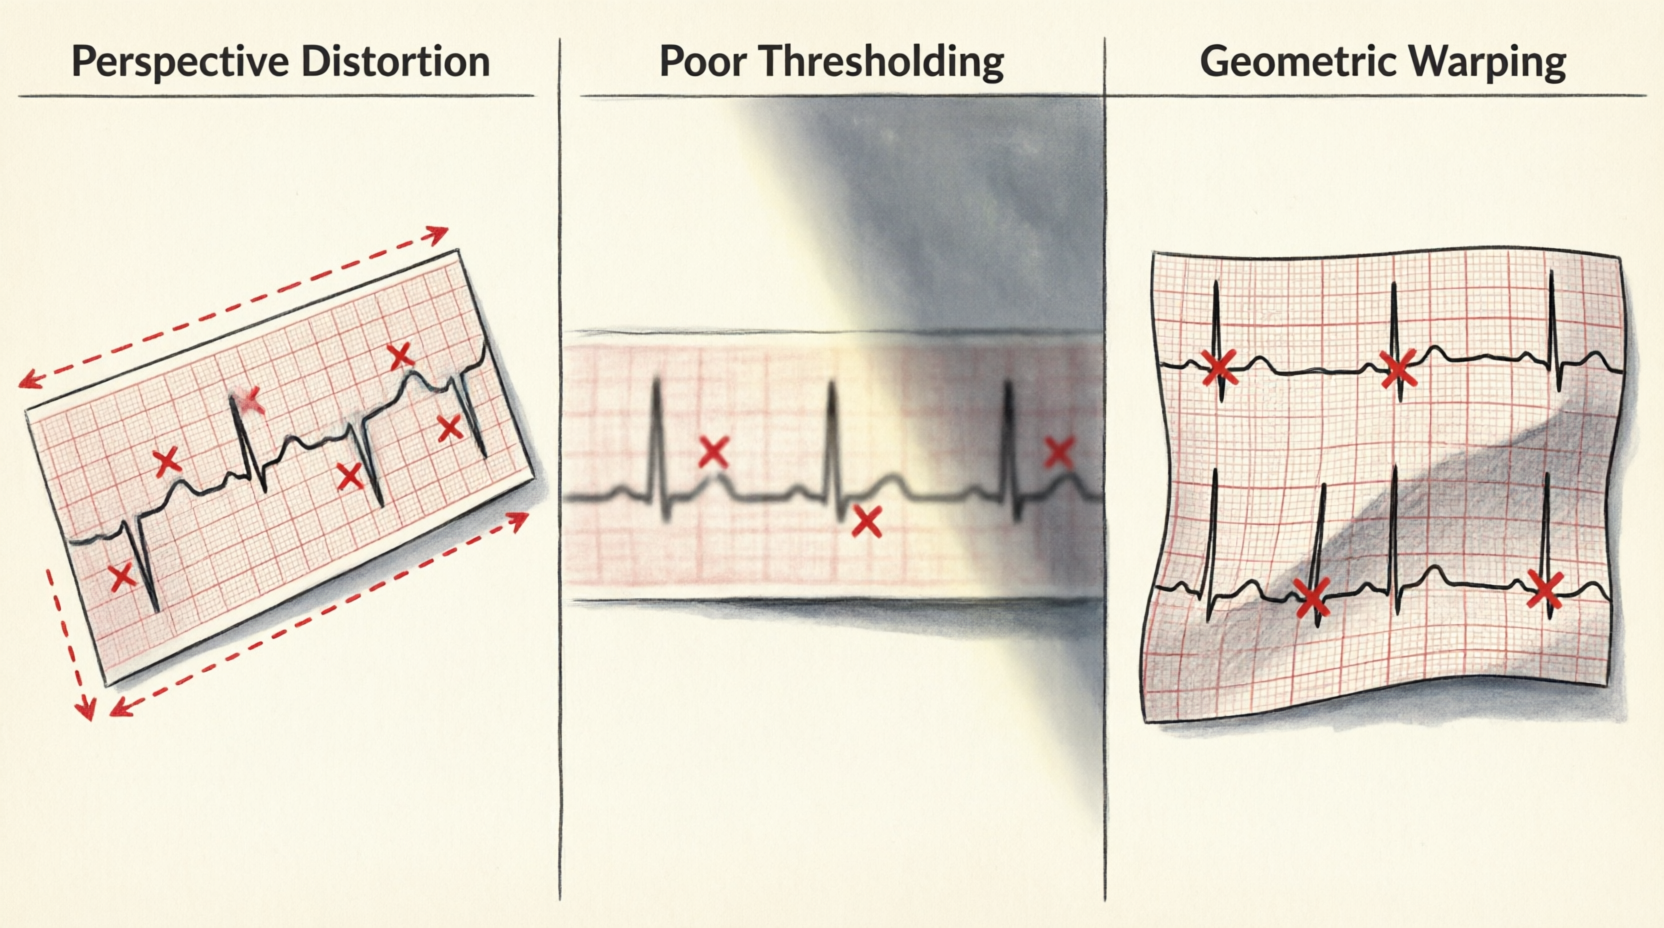 Perspective Distortion
Poor Thresholding
Geometric Warping